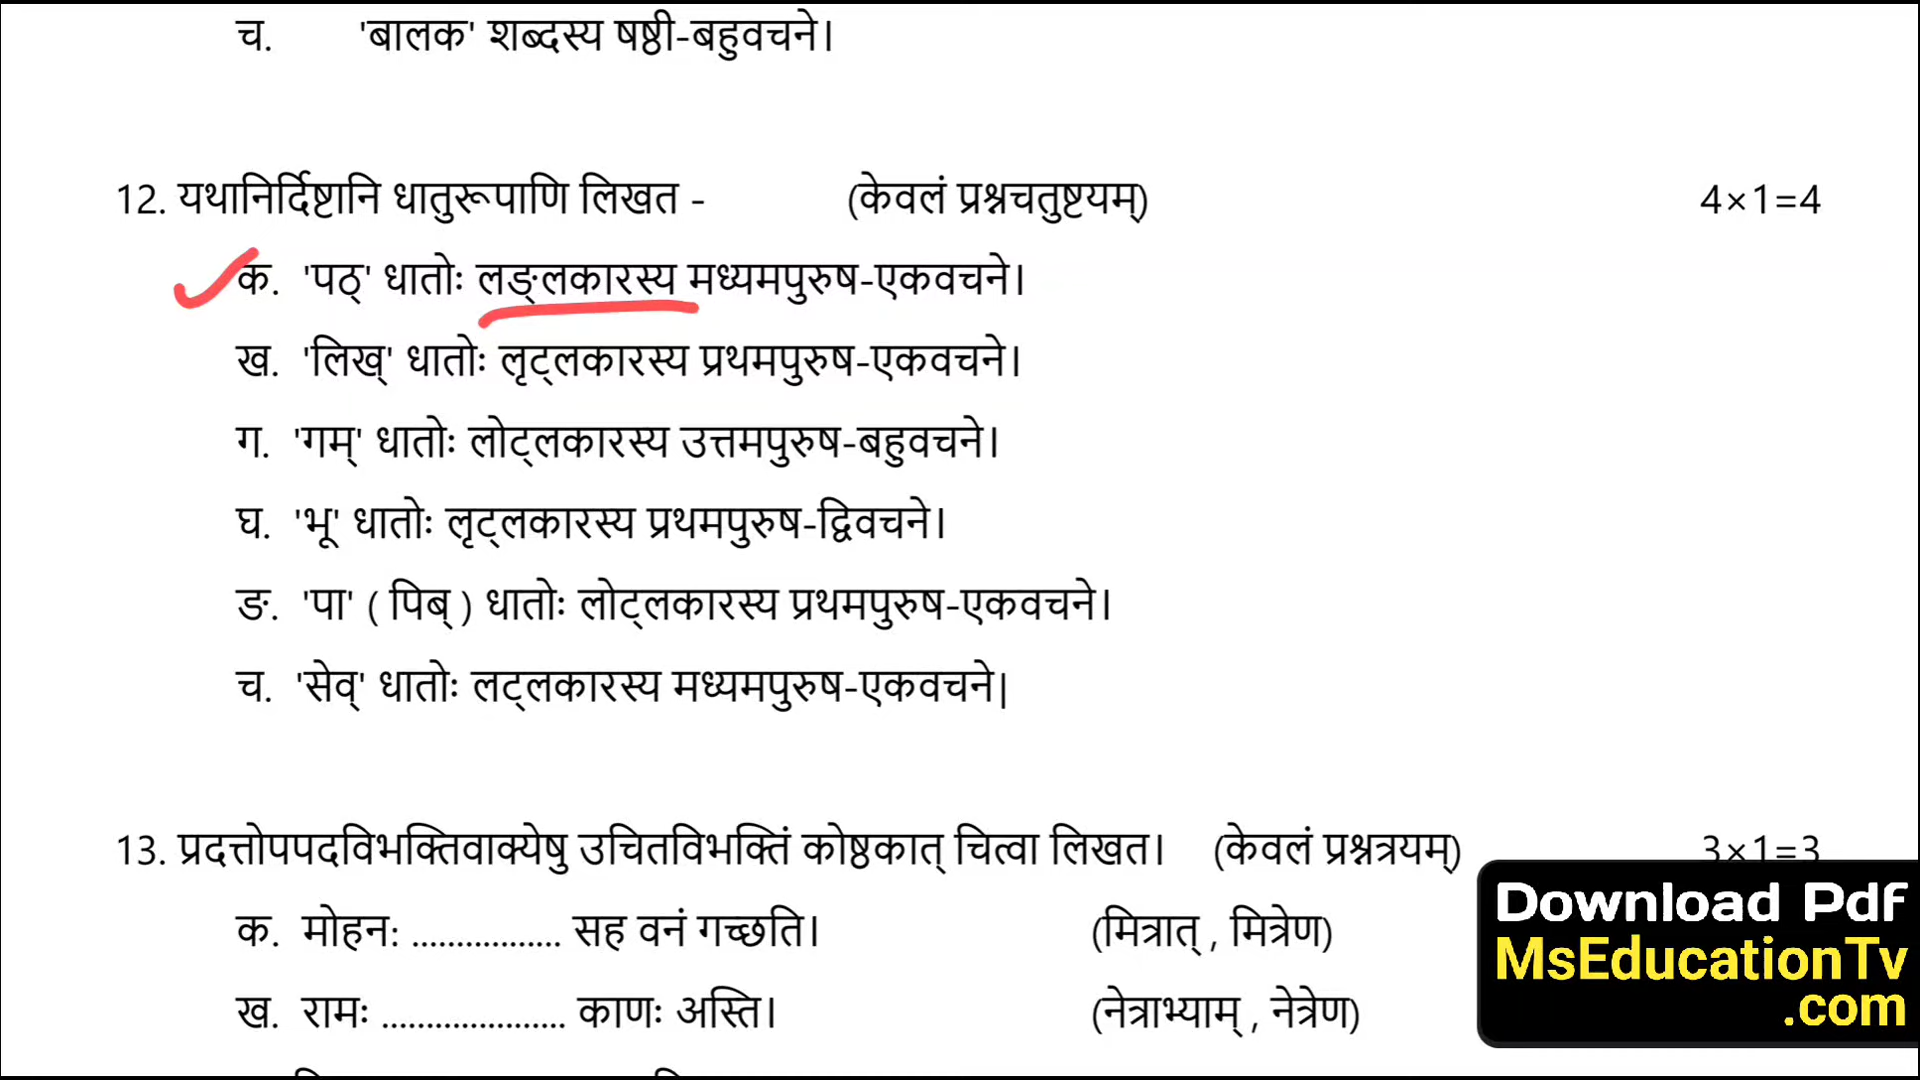 च. 'बालक' शब्दस्य षष्ठी-बहुवचने।
12. यथानिर्दिष्टानि धातुरूपाणि लिखत - (केवलं प्रश्नचतुष्टयम्) 4×1=4
क. 'पठ्' धातोः लङ्लकारस्य मध्यमपुरुष-एकवचने।
ख. 'लिख्' धातोः लृट्लकारस्य प्रथमपुरुष-एकवचने।
ग. 'गम्' धातोः लोट्लकारस्य उत्तमपुरुष-बहुवचने।
घ. 'भू' धातोः लृट्लकारस्य प्रथमपुरुष-द्विवचने।
ङ. 'पा' ( पिब् ) धातोः लोट्लकारस्य प्रथमपुरुष-एकवचने।
च. 'सेव्' धातोः लट्लकारस्य मध्यमपुरुष-एकवचने|
13. प्रदत्तोपपदविभक्तिवाक्येषु उचितविभक्तिं कोष्ठकात् चित्वा लिखत। (केवलं प्रश्नत्रयम्) 3×1=3
क. मोहनः ................. सह वनं गच्छति। (मित्रात् , मित्रेण)
ख. रामः ..................... काणः अस्ति। (नेत्राभ्याम् , नेत्रेण)
Download Pdf
MsEducationTv
.com